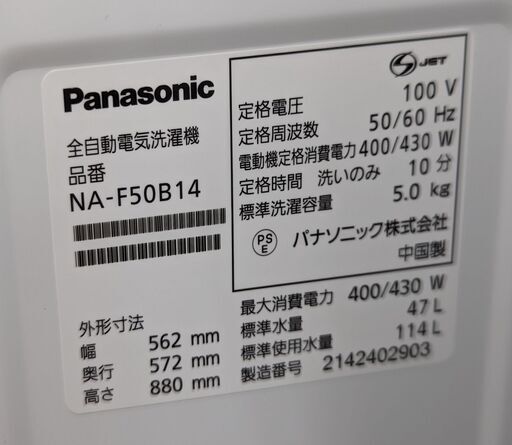 Panasonic
全自動電気洗濯機
品番
NA-F50B14
外形寸法
幅 562 mm
奥行 572 mm
高さ 880 mm
S JET
定格電圧 100 V
定格周波数 50/60 Hz
電動機定格消費電力 400/430 W
定格時間 洗いのみ 10 分
標準洗濯容量 5.0 kg
PS E パナソニック株式会社
中国製
最大消費電力 400/430 W
標準水量 47 L
標準使用水量 114 L
製造番号 2142402903